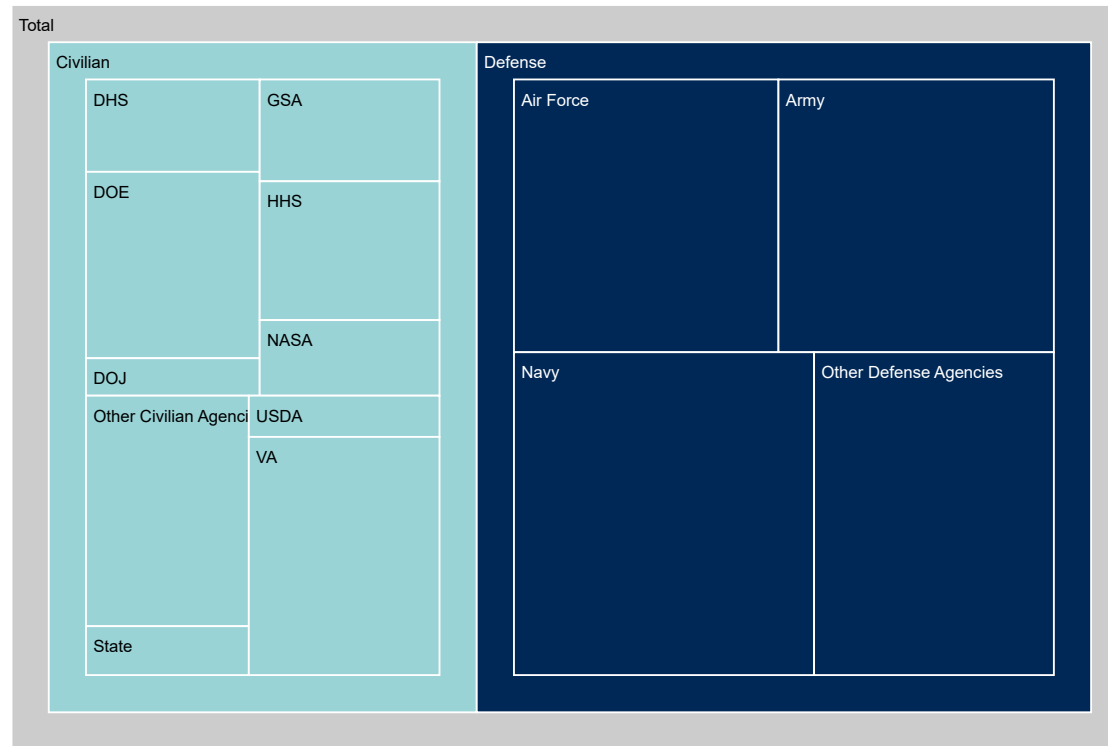 Total
Civilian
DHS
GSA
DOE
HHS
NASA
DOJ
Other Civilian Agenci
USDA
VA
State
Defense
Air Force
Army
Navy
Other Defense Agencies